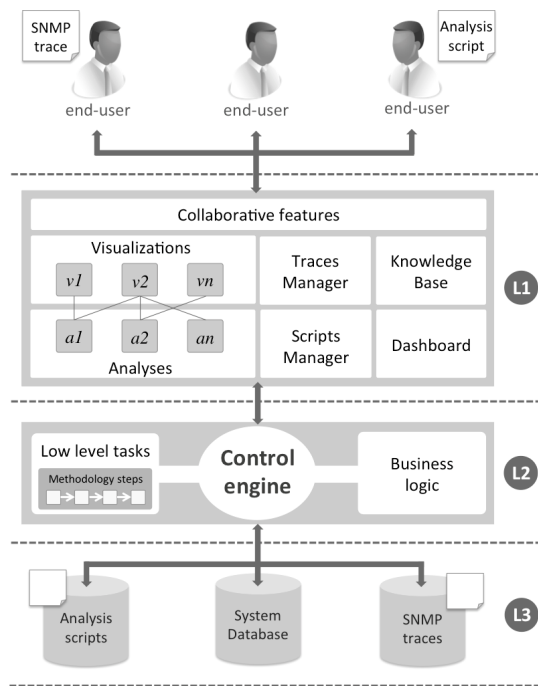 SNMP
trace
Analysis
script
end-user
end-user
end-user
Collaborative features
Visualizations
v1
v2
vn
a1
a2
an
Analyses
Traces
Manager
Knowledge
Base
Scripts
Manager
Dashboard
L1
Low level tasks
Methodology steps
Control
engine
Business
logic
L2
Analysis
scripts
System
Database
SNMP
traces
L3